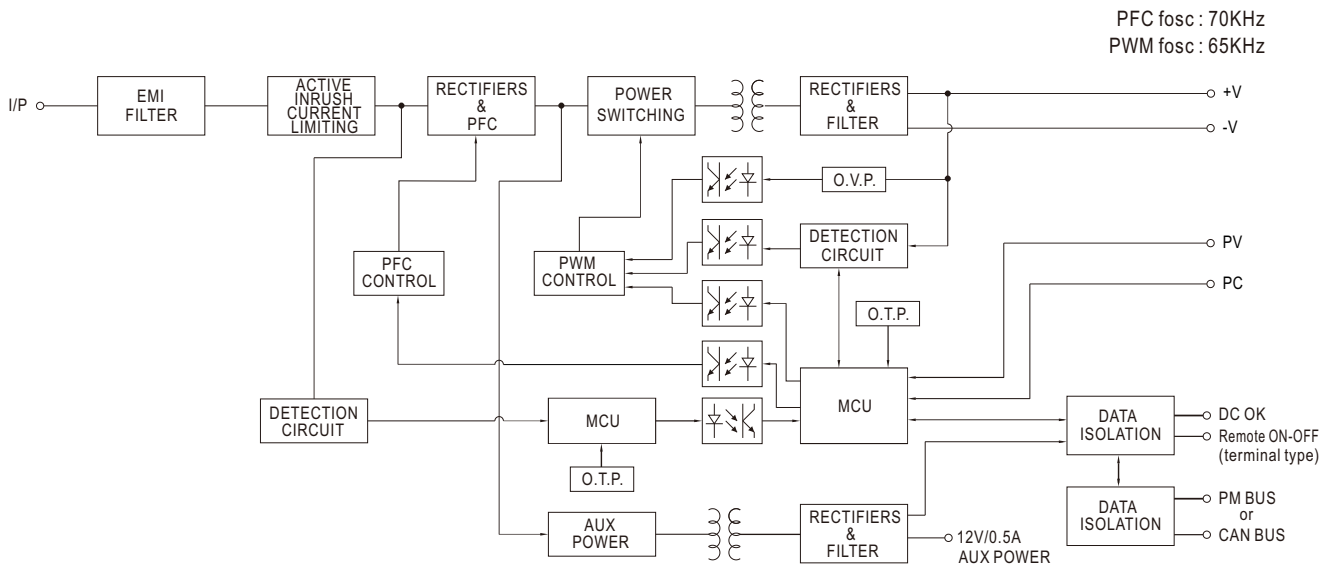 PFC fosc : 70KHz
PWM fosc : 65KHz
I/P
EMI
FILTER
ACTIVE
INRUSH
CURRENT
LIMITING
RECTIFIERS
&
PFC
POWER
SWITCHING
RECTIFIERS
&
FILTER
+V
-V
O.V.P.
PFC
CONTROL
PWM
CONTROL
DETECTION
CIRCUIT
PV
PC
O.T.P.
MCU
DETECTION
CIRCUIT
MCU
O.T.P.
DATA
ISOLATION
DC OK
Remote ON-OFF
(terminal type)
AUX
POWER
RECTIFIERS
&
FILTER
12V/0.5A
AUX POWER
DATA
ISOLATION
PM BUS
or
CAN BUS